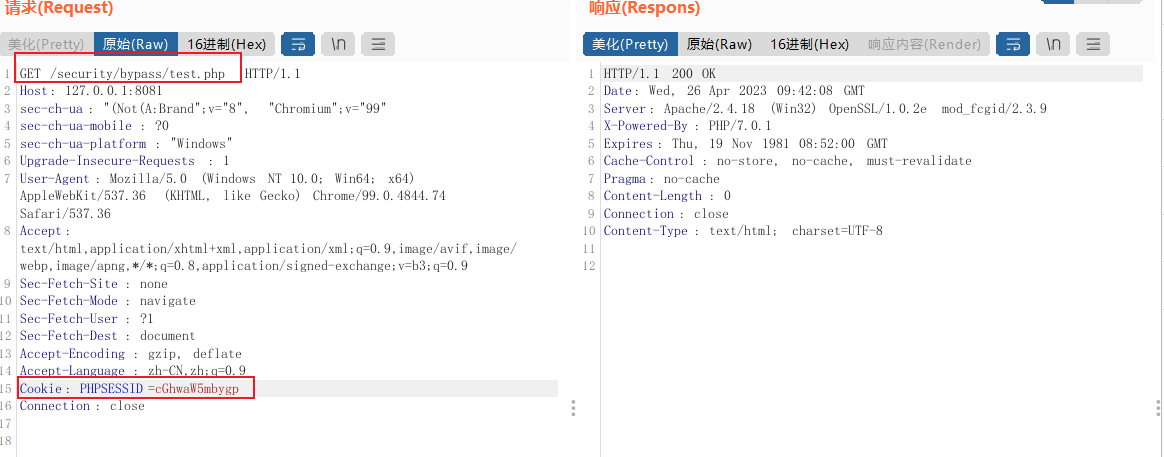 请求(Request)
美化(Pretty) 原始(Raw) 16进制(Hex) \n
1 GET /security/bypass/test.php HTTP/1.1
2 Host: 127.0.0.1:8081
3 sec-ch-ua : "(Not(A:Brand";v="8", "Chromium";v="99"
4 sec-ch-ua-mobile : ?0
5 sec-ch-ua-platform : "Windows"
6 Upgrade-Insecure-Requests : 1
7 User-Agent : Mozilla/5.0 (Windows NT 10.0; Win64; x64)
AppleWebKit/537.36 (KHTML, like Gecko) Chrome/99.0.4844.74
Safari/537.36
8 Accept :
text/html,application/xhtml+xml,application/xml;q=0.9,image/avif,image/
webp,image/apng,*/*;q=0.8,application/signed-exchange;v=b3;q=0.9
9 Sec-Fetch-Site : none
10 Sec-Fetch-Mode : navigate
11 Sec-Fetch-User : ?1
12 Sec-Fetch-Dest : document
13 Accept-Encoding : gzip, deflate
14 Accept-Language : zh-CN,zh;q=0.9
15 Cookie : PHPSESSID =cGhwaW5mbygp
16 Connection : close
17
18
响应(Respons)
美化(Pretty) 原始(Raw) 16进制(Hex) 响应内容(Render) \n
1 HTTP/1.1 200 OK
2 Date: Wed, 26 Apr 2023 09:42:08 GMT
3 Server: Apache/2.4.18 (Win32) OpenSSL/1.0.2e mod_fcgid/2.3.9
4 X-Powered-By : PHP/7.0.1
5 Expires : Thu, 19 Nov 1981 08:52:00 GMT
6 Cache-Control : no-store, no-cache, must-revalidate
7 Pragma: no-cache
8 Content-Length : 0
9 Connection : close
10 Content-Type : text/html; charset=UTF-8
11
12